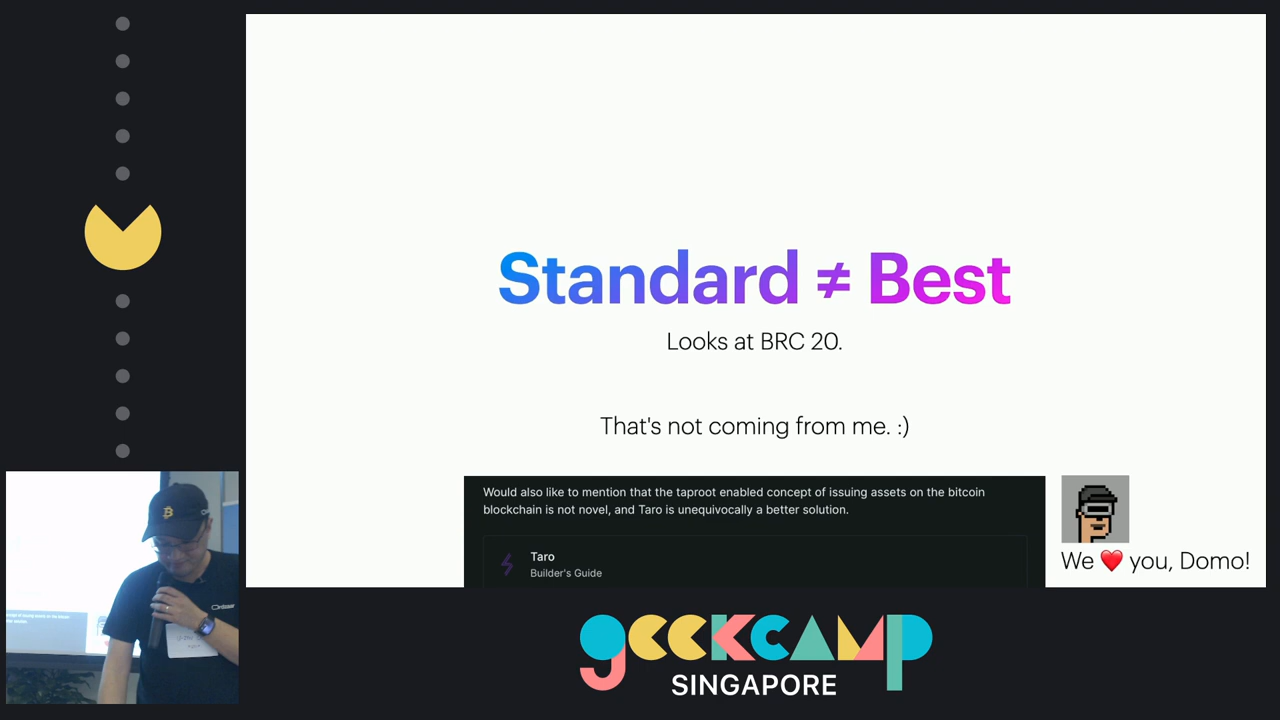 Standard ≠ Best
Looks at BRC 20.
That's not coming from me. :)
Would also like to mention that the taproot enabled concept of issuing assets on the bitcoin
blockchain is not novel, and Taro is unequivocally a better solution.
Taro
Builder's Guide
We ❤️ you, Domo!
geekcamp
SINGAPORE